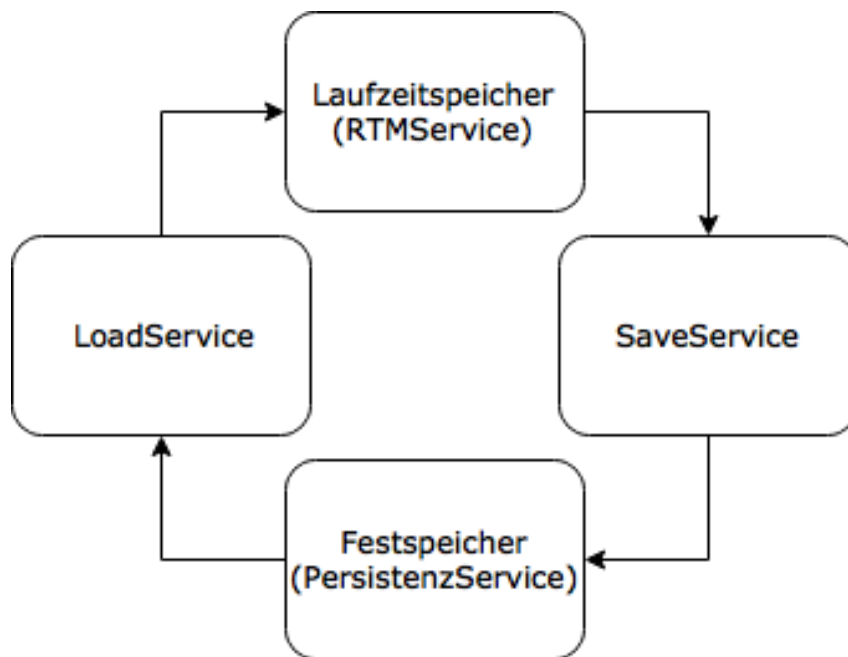 Laufzeitspeicher
(RTMService)
LoadService
SaveService
Festspeicher
(PersistenzService)